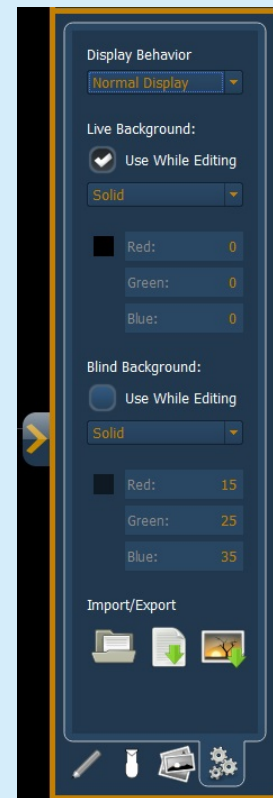 Display Behavior
Normal Display
Live Background:
Use While Editing
Solid
Red: 0
Green: 0
Blue: 0
Blind Background:
Use While Editing
Solid
Red: 15
Green: 25
Blue: 35
Import/Export